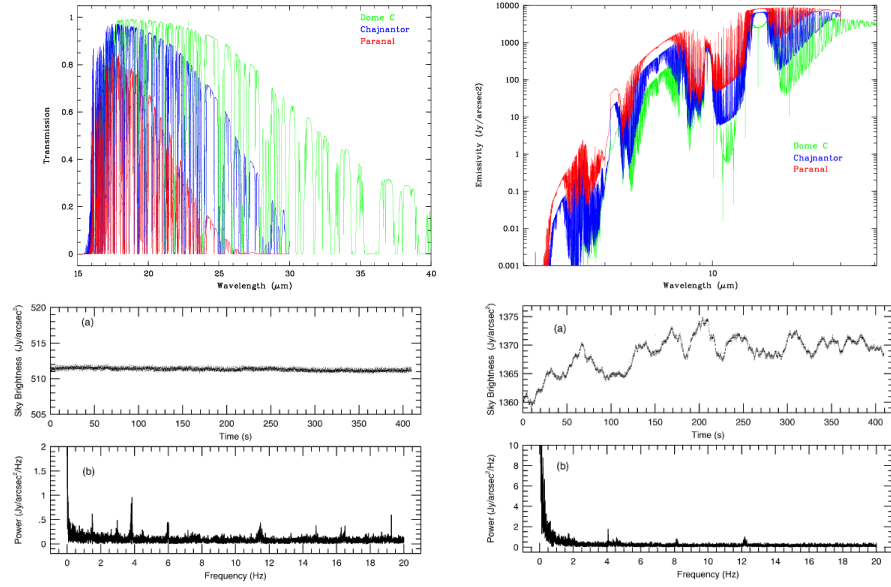 Transmission
1
0.8
0.6
0.4
0.2
0
Dome C
Chajnantor
Paranal
15 20 25 30 35 40
Wavelength (μm)
Emissivity (Jy/arcsec2)
10000
1000
100
10
1
0.1
0.01
0.001
Dome C
Chajnantor
Paranal
10
Wavelength (μm)
Sky Brightness (Jy/arcsec²)
520
515
510
505
(a)
0 50 100 150 200 250 300 350 400
Time (s)
Sky Brightness (Jy/arcsec²)
1375
1370
1365
1360
(a)
0 50 100 150 200 250 300 350 400
Time (s)
Power (Jy/arcsec²/Hz)
2
1.5
1
.5
0
(b)
0 2 4 6 8 10 12 14 16 18 20
Frequency (Hz)
Power (Jy/arcsec²/Hz)
10
8
6
4
2
0
(b)
0 2 4 6 8 10 12 14 16 18 20
Frequency (Hz)